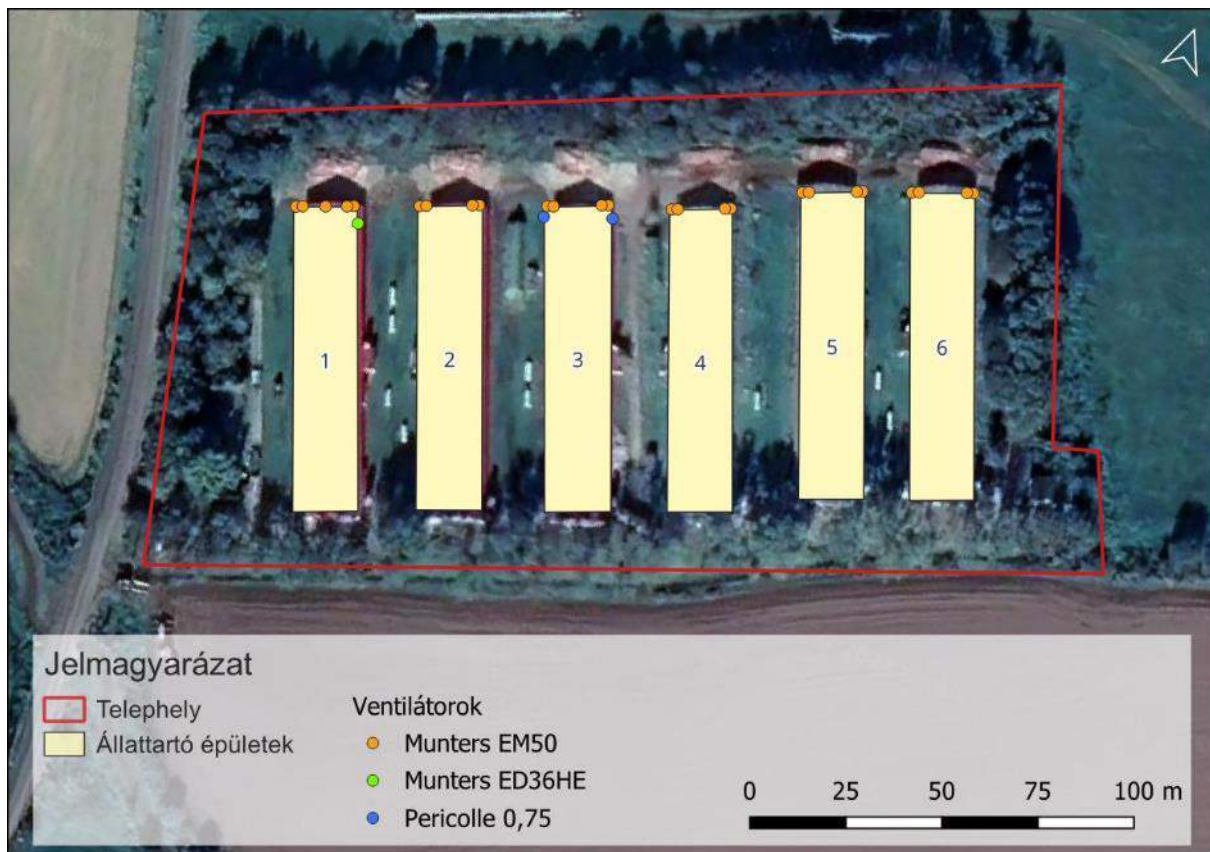 1
2
3
4
5
6
Jelmagyarázat
Telephely
Állattartó épületek
Ventilátorok
Munters EM50
Munters ED36HE
Pericolle 0,75
0 25 50 75 100 m